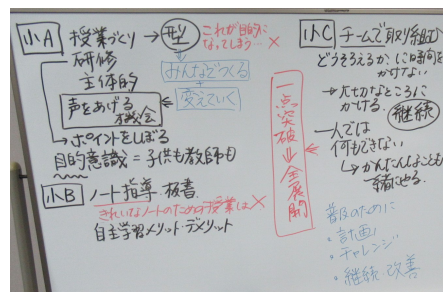 小A 授業づくり→形
これが目的に
なってしまう…×
研修
主体的
みんなでつくる
+
変えていく
声をあげる
機会
→ポイントをしぼる
目的意識=子供も教師も
小B ノート指導・板書
きれいなノートのための授業は×
自主学習メリット・デメリット
一点突破全展開
小C チームで取り組む
どうそろえるか
に時間を
かけない
→大切なところに
かける
継続
一人では
何もできない
↳かんたんなことも
一緒にやる。
普及のために
・計画
・チャレンジ
・継続・改善